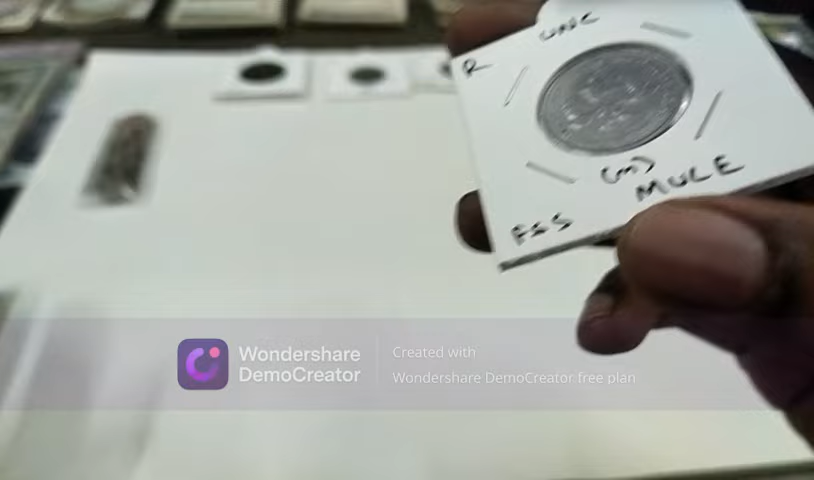 UNC
R
(m)
MULE
F&S
Wondershare
DemoCreator
Created with
Wondershare DemoCreator free plan